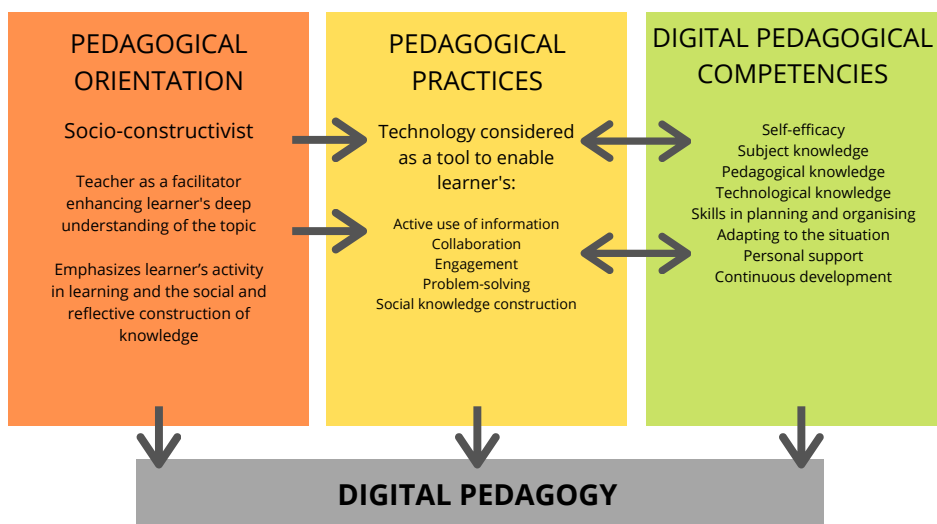 PEDAGOGICAL
ORIENTATION
Socio-constructivist
Teacher as a facilitator
enhancing learner's deep
understanding of the topic
Emphasizes learner’s activity
in learning and the social and
reflective construction of
knowledge
PEDAGOGICAL
PRACTICES
Technology considered
as a tool to enable
learner's:
Active use of information
Collaboration
Engagement
Problem-solving
Social knowledge construction
DIGITAL PEDAGOGICAL
COMPETENCIES
Self-efficacy
Subject knowledge
Pedagogical knowledge
Technological knowledge
Skills in planning and organising
Adapting to the situation
Personal support
Continuous development
DIGITAL PEDAGOGY